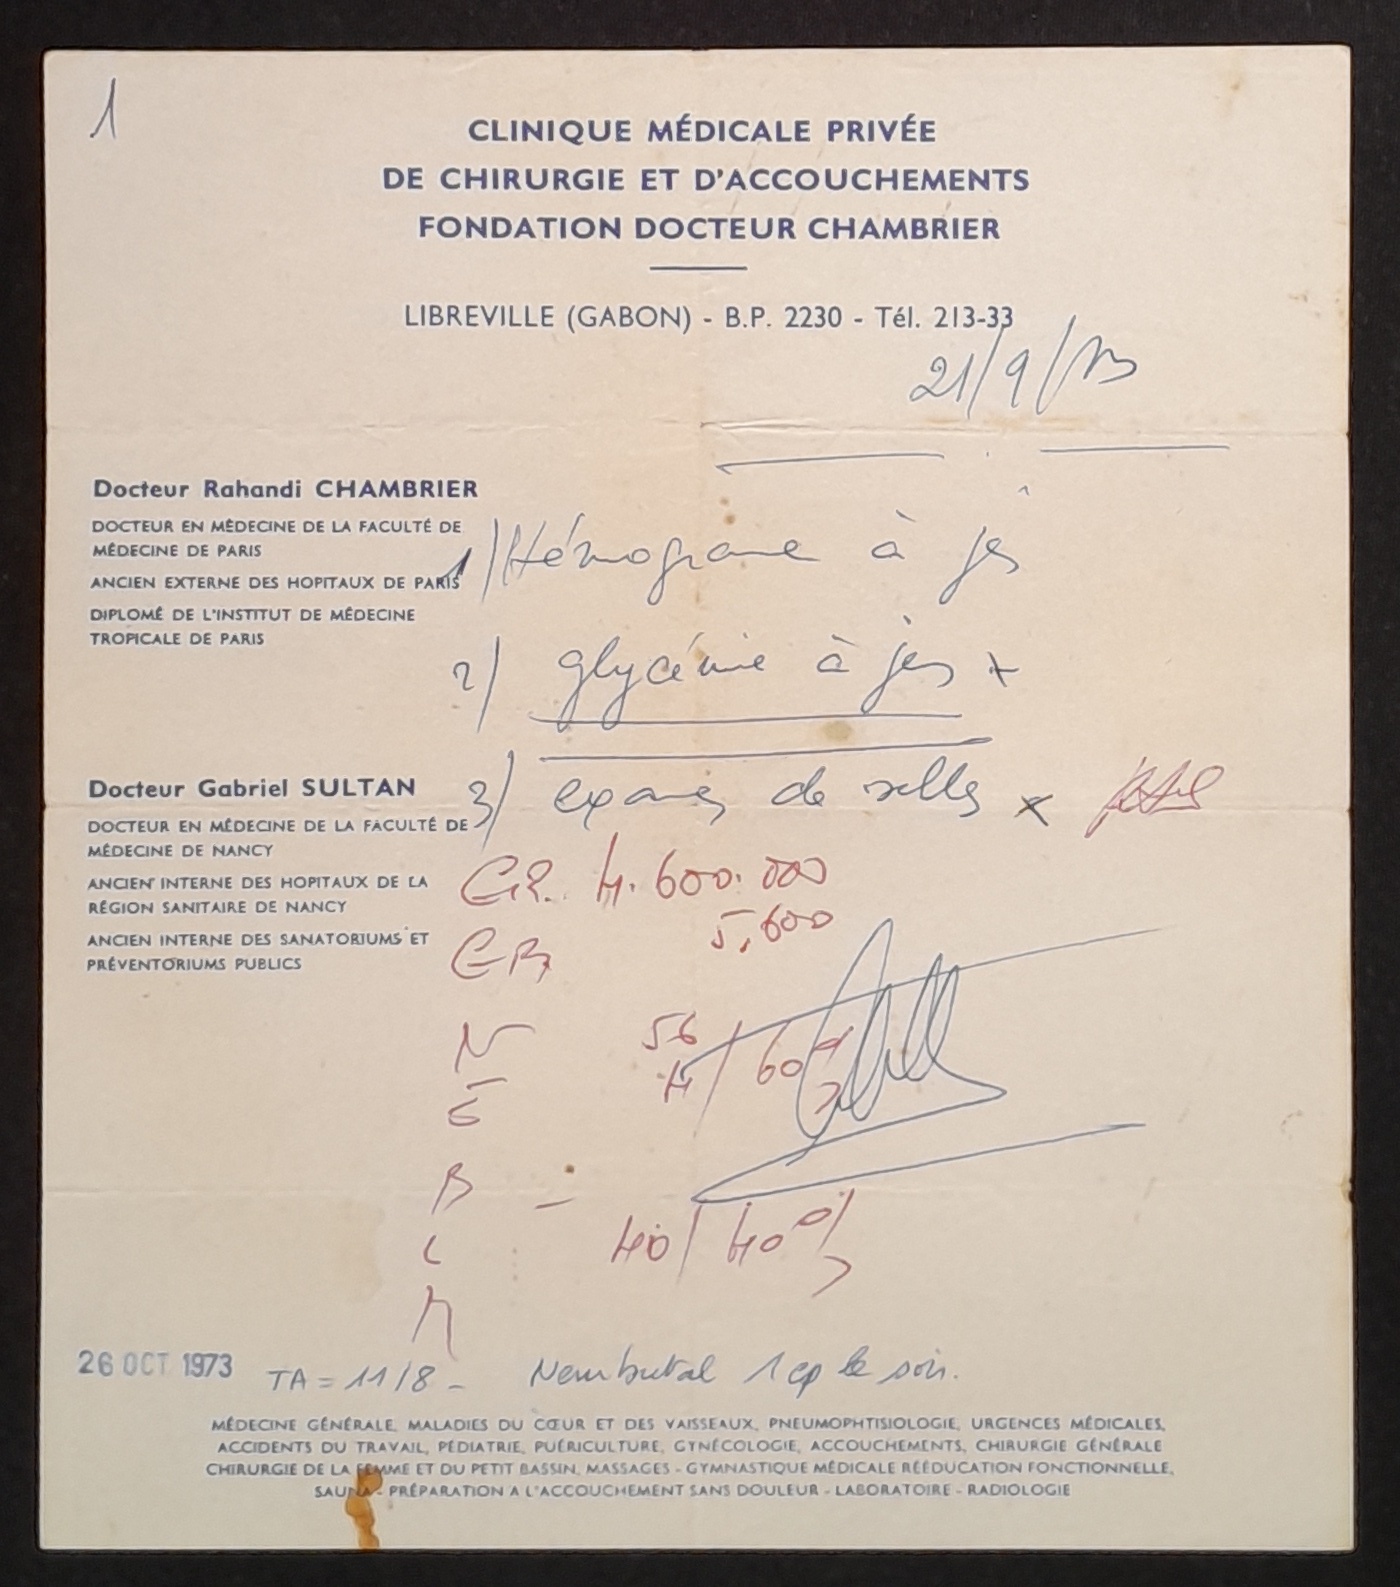 1
CLINIQUE MÉDICALE PRIVÉE
DE CHIRURGIE ET D'ACCOUCHEMENTS
FONDATION DOCTEUR CHAMBRIER
LIBREVILLE (GABON) - B.P. 2230 - Tél. 213-33
21/9/73
Docteur Rahandi CHAMBRIER
DOCTEUR EN MÉDECINE DE LA FACULTÉ DE
MÉDECINE DE PARIS
ANCIEN EXTERNE DES HOPITAUX DE PARIS
DIPLOMÉ DE L'INSTITUT DE MÉDECINE
TROPICALE DE PARIS
1/ Hémogramme à jeun
2/ glycémie à jeun x
3/ examen de selles x
Docteur Gabriel SULTAN
DOCTEUR EN MÉDECINE DE LA FACULTÉ DE
MÉDECINE DE NANCY
ANCIEN INTERNE DES HOPITAUX DE LA
RÉGION SANITAIRE DE NANCY
ANCIEN INTERNE DES SANATORIUMS ET
PRÉVENTORIUMS PUBLICS
GR. 4.600.000
GB 5,600
N 56
E 4 / 60%
B -
L 40 / 40%
M
26 OCT 1973
TA = 11/8 - Nembutal 1 cp le soir.
MÉDECINE GÉNÉRALE, MALADIES DU CŒUR ET DES VAISSEAUX, PNEUMOPHTISIOLOGIE, URGENCES MÉDICALES,
ACCIDENTS DU TRAVAIL, PÉDIATRIE, PUÉRICULTURE, GYNÉCOLOGIE, ACCOUCHEMENTS, CHIRURGIE GÉNÉRALE
CHIRURGIE DE LA FEMME ET DU PETIT BASSIN, MASSAGES - GYMNASTIQUE MÉDICALE RÉÉDUCATION FONCTIONNELLE,
SAUNA - PRÉPARATION A L'ACCOUCHEMENT SANS DOULEUR - LABORATOIRE - RADIOLOGIE